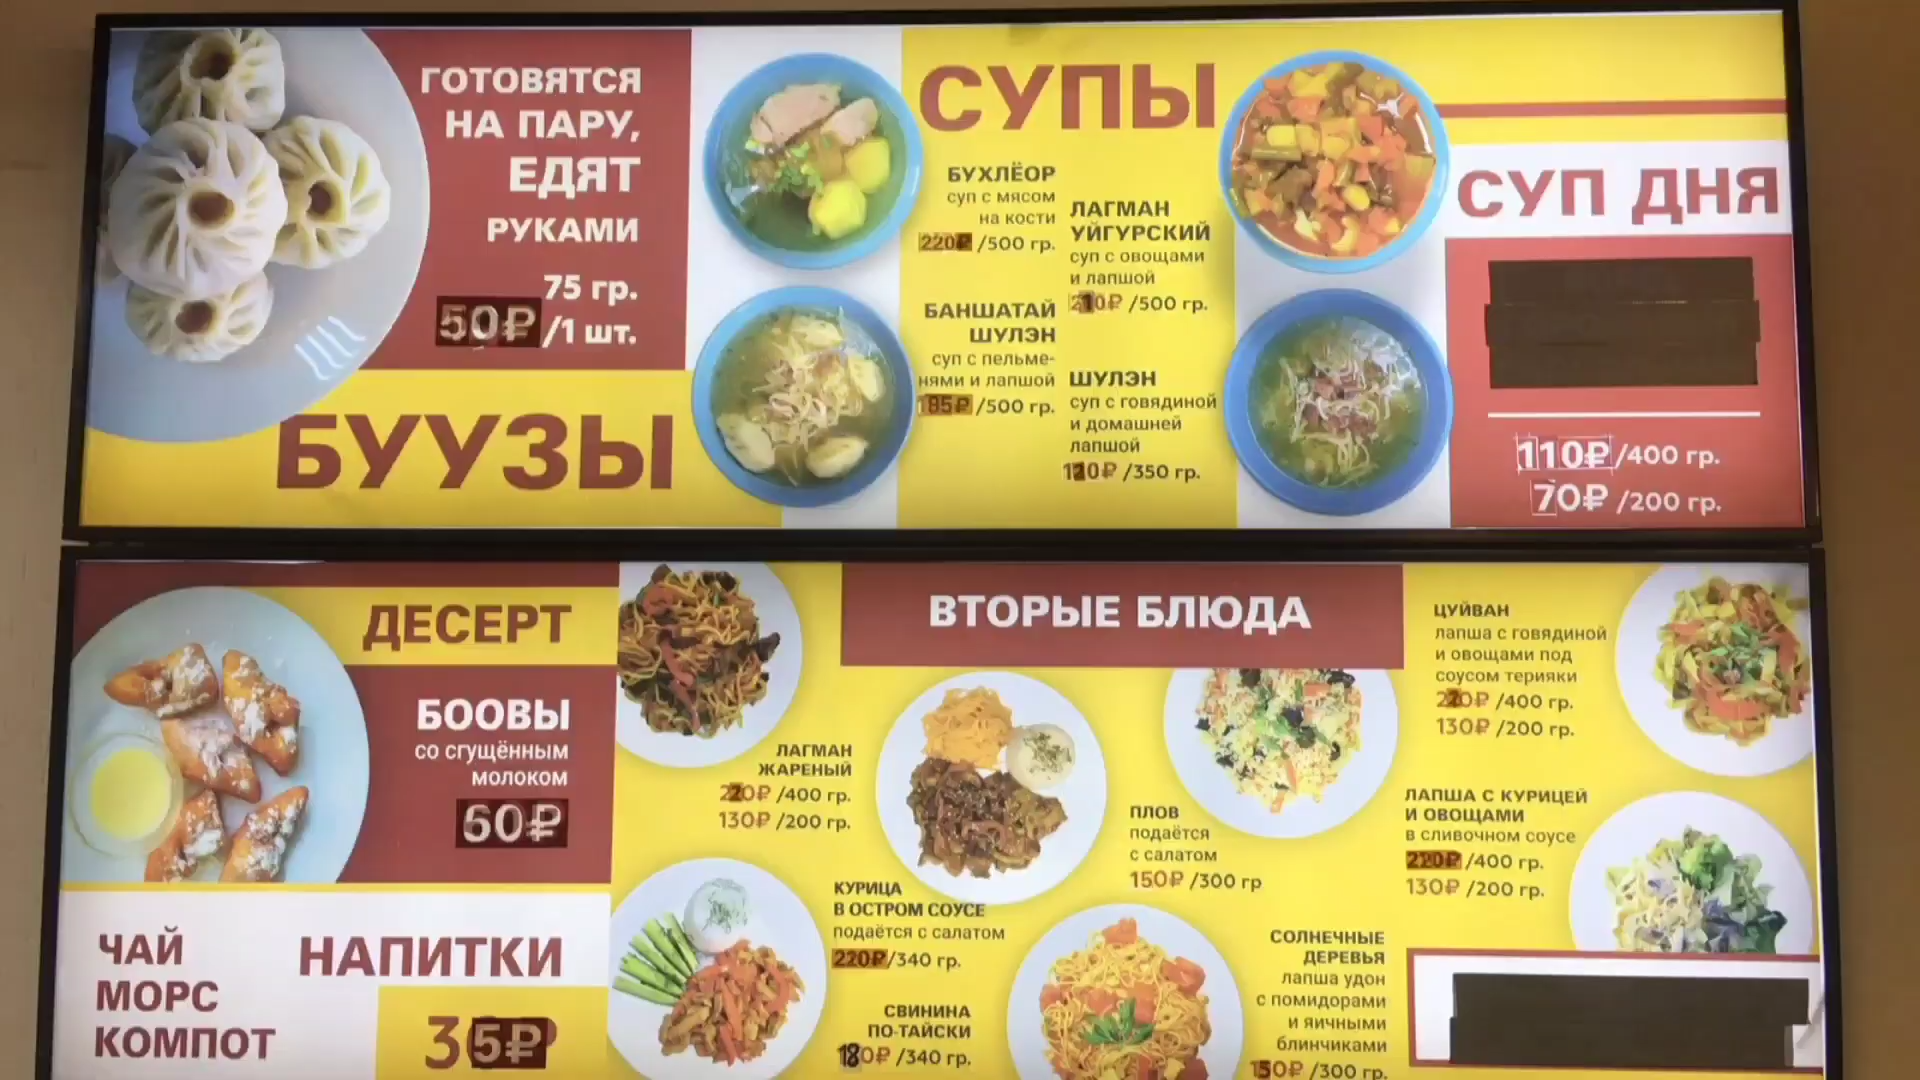 ГОТОВЯТСЯ
НА ПАРУ,
ЕДЯТ
РУКАМИ
75 гр.
50₽ /1 шт.
БУУЗЫ
СУПЫ
БУХЛЁОР
суп с мясом
на кости
220₽ /500 гр.
БАНШАТАЙ
ШУЛЭН
суп с пельме-
нями и лапшой
185₽ /500 гр.
ЛАГМАН
УЙГУРСКИЙ
суп с овощами
и лапшой
210₽ /500 гр.
ШУЛЭН
суп с говядиной
и домашней
лапшой
120₽ /350 гр.
СУП ДНЯ
110₽ /400 гр.
70₽ /200 гр.
ДЕСЕРТ
БООВЫ
со сгущённым
молоком
60₽
НАПИТКИ
ЧАЙ
МОРС
КОМПОТ
35₽
ВТОРЫЕ БЛЮДА
ЛАГМАН
ЖАРЕНЫЙ
220₽ /400 гр.
130₽ /200 гр.
КУРИЦА
В ОСТРОМ СОУСЕ
подаётся с салатом
220₽ /340 гр.
СВИНИНА
ПО-ТАЙСКИ
180₽ /340 гр.
ПЛОВ
подаётся
с салатом
150₽ /300 гр
СОЛНЕЧНЫЕ
ДЕРЕВЬЯ
лапша удон
с помидорами
и яичными
блинчиками
150₽ /300 гр.
ЦУЙВАН
лапша с говядиной
и овощами под
соусом терияки
220₽ /400 гр.
130₽ /200 гр.
ЛАПША С КУРИЦЕЙ
И ОВОЩАМИ
в сливочном соусе
220₽ /400 гр.
130₽ /200 гр.